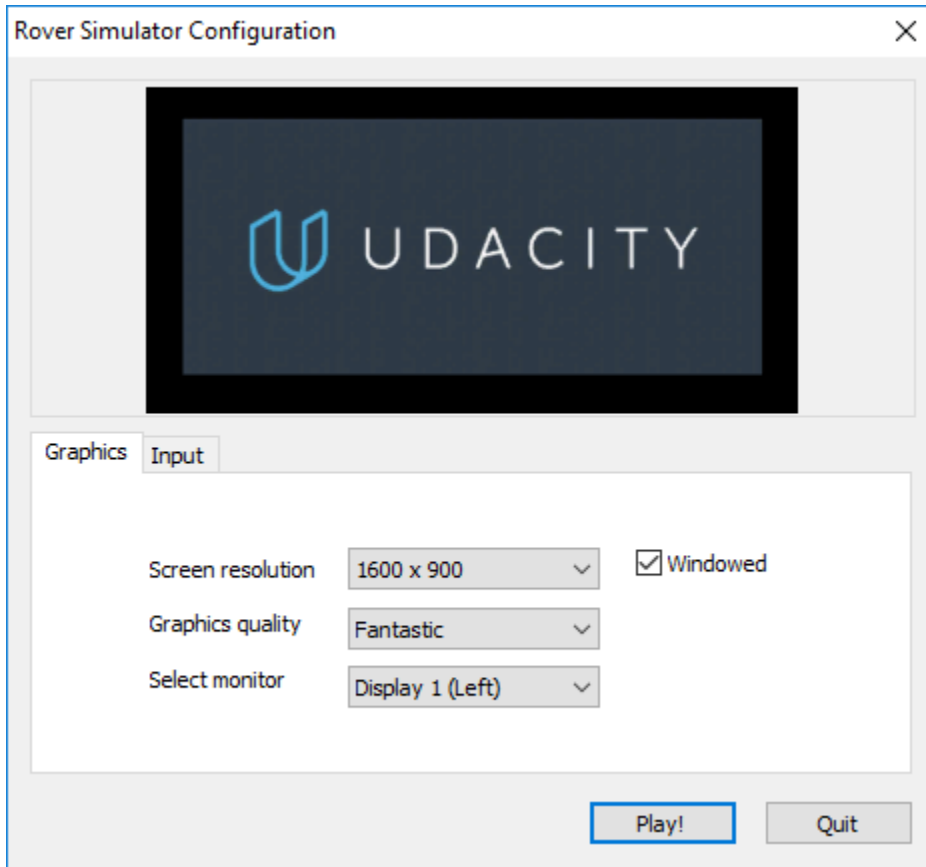 Rover Simulator Configuration
UDACITY
Graphics
Input
Screen resolution
1600 x 900
Windowed
Graphics quality
Fantastic
Select monitor
Display 1 (Left)
Play!
Quit